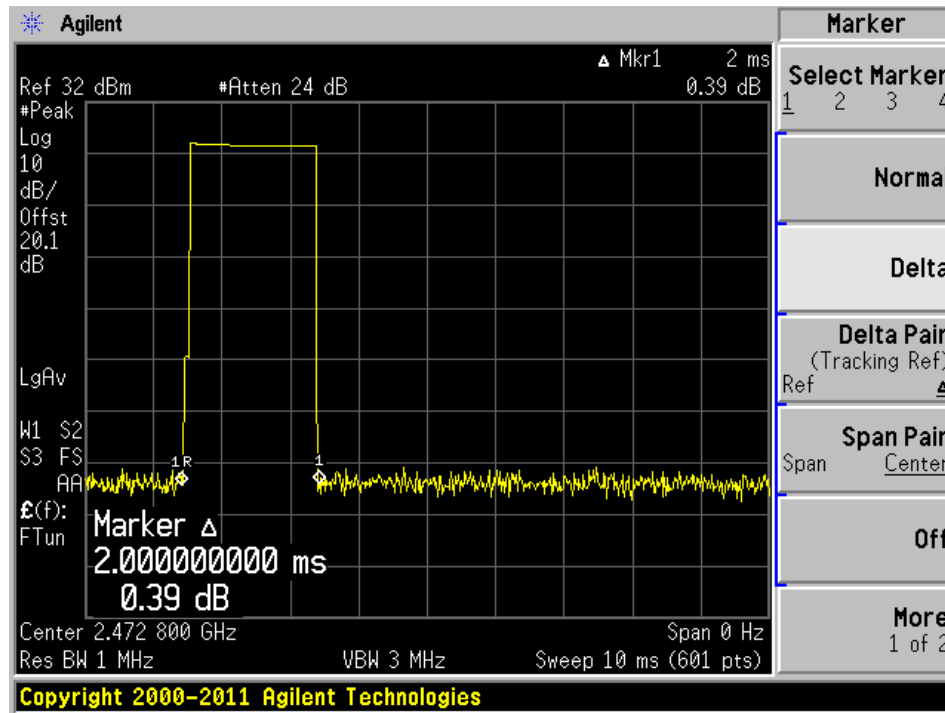 Agilent
Marker
Δ Mkr1 2 ms
Ref 32 dBm #Atten 24 dB 0.39 dB
#Peak
Log
10
dB/
Offst
20.1
dB
LgAv
W1 S2
S3 FS
AA
£(f):
FTun
1R
1
Marker Δ
2.000000000 ms
0.39 dB
Center 2.472 800 GHz Span 0 Hz
Res BW 1 MHz VBW 3 MHz Sweep 10 ms (601 pts)
Copyright 2000-2011 Agilent Technologies
Select Marker
1 2 3 4
Norma
Delta
Delta Pair
(Tracking Ref)
Ref Δ
Span Pair
Span Center
Off
More
1 of 2